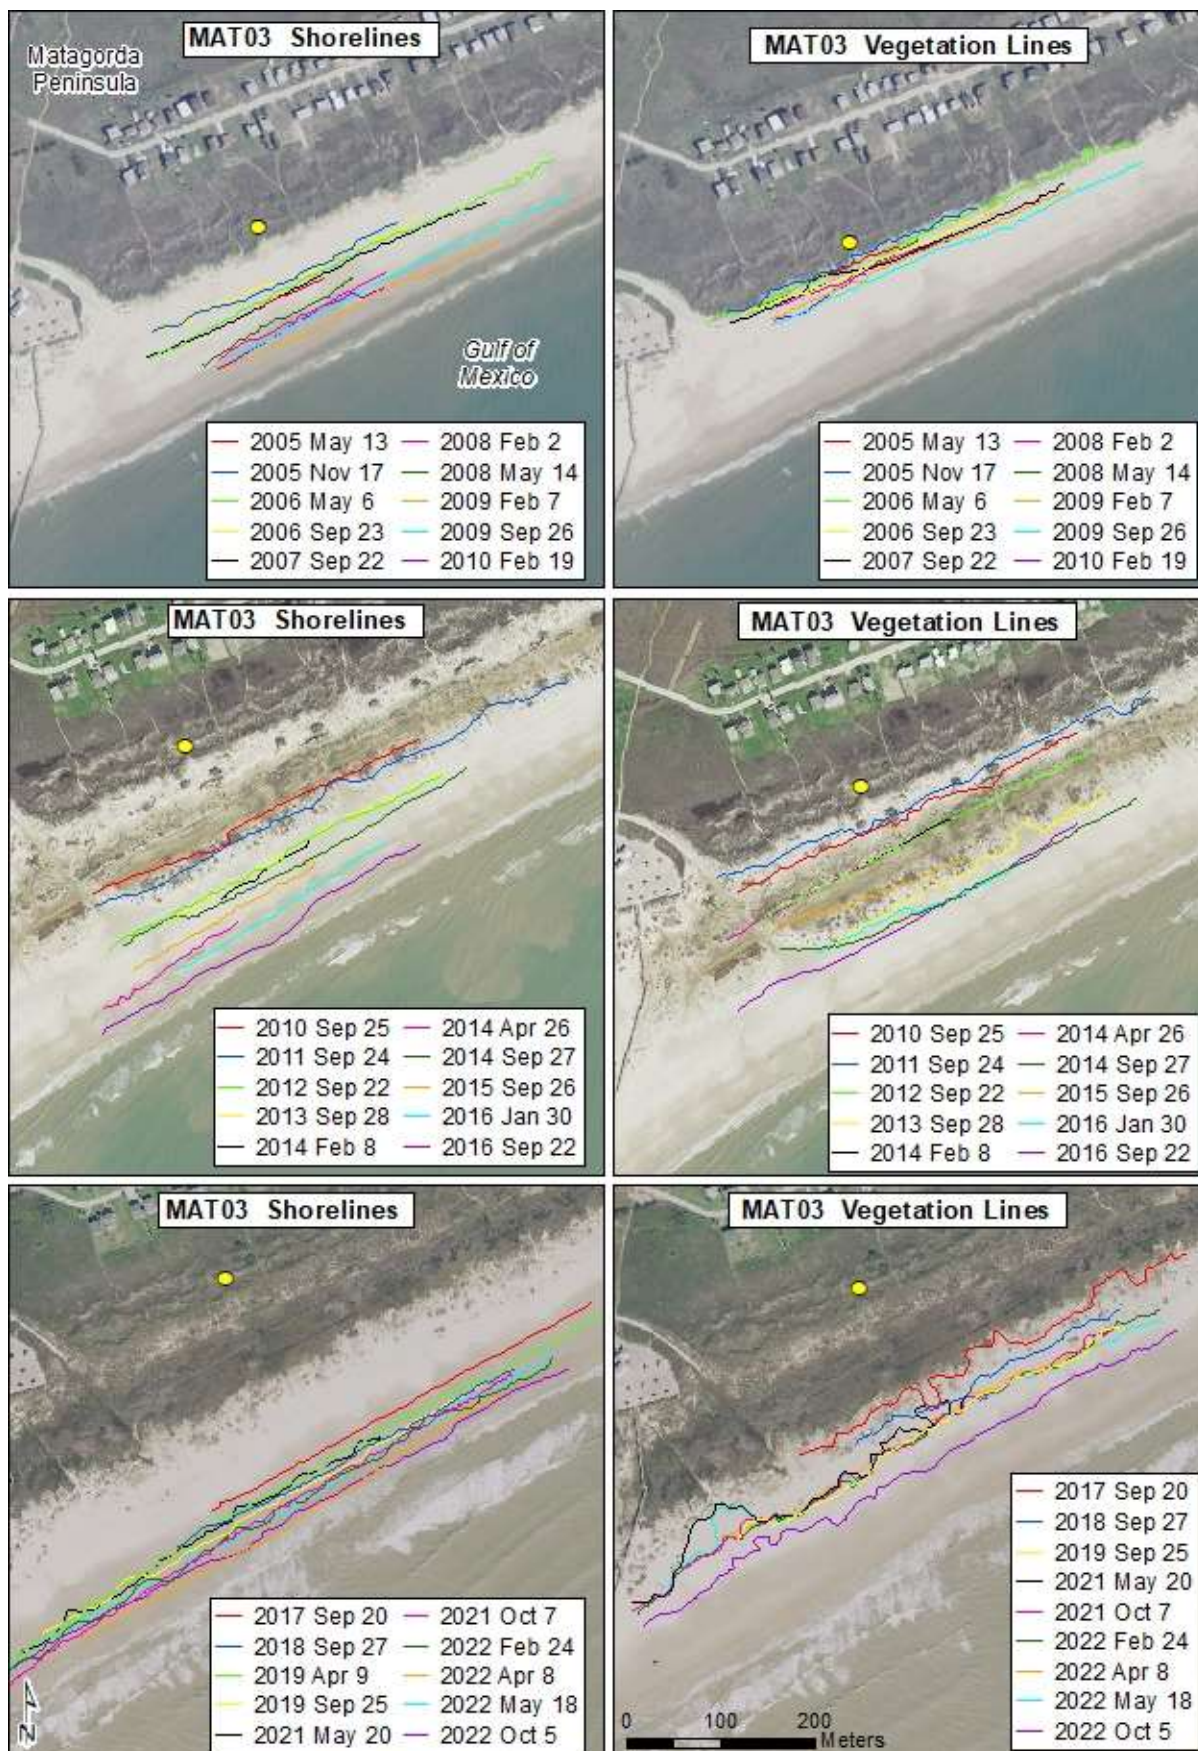 MAT03 Shorelines
Matagorda
Peninsula
Gulf of
Mexico
2005 May 13
2005 Nov 17
2006 May 6
2006 Sep 23
2007 Sep 22
2008 Feb 2
2008 May 14
2009 Feb 7
2009 Sep 26
2010 Feb 19
MAT03 Vegetation Lines
2005 May 13
2005 Nov 17
2006 May 6
2006 Sep 23
2007 Sep 22
2008 Feb 2
2008 May 14
2009 Feb 7
2009 Sep 26
2010 Feb 19
MAT03 Shorelines
2010 Sep 25
2011 Sep 24
2012 Sep 22
2013 Sep 28
2014 Feb 8
2014 Apr 26
2014 Sep 27
2015 Sep 26
2016 Jan 30
2016 Sep 22
MAT03 Vegetation Lines
2010 Sep 25
2011 Sep 24
2012 Sep 22
2013 Sep 28
2014 Feb 8
2014 Apr 26
2014 Sep 27
2015 Sep 26
2016 Jan 30
2016 Sep 22
MAT03 Shorelines
2017 Sep 20
2018 Sep 27
2019 Apr 9
2019 Sep 25
2021 May 20
2021 Oct 7
2022 Feb 24
2022 Apr 8
2022 May 18
2022 Oct 5
N
MAT03 Vegetation Lines
2017 Sep 20
2018 Sep 27
2019 Sep 25
2021 May 20
2021 Oct 7
2022 Feb 24
2022 Apr 8
2022 May 18
2022 Oct 5
0 100 200
Meters